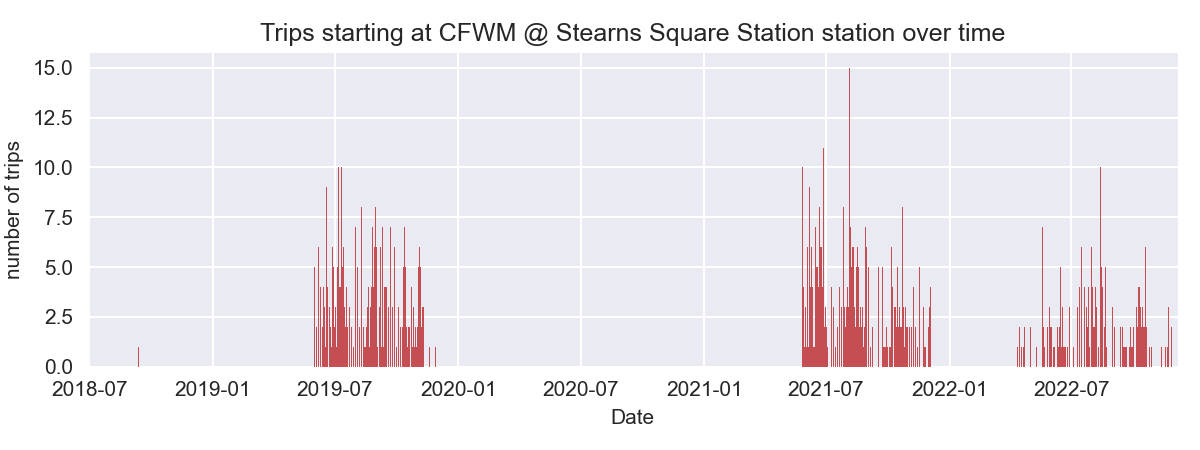 Trips starting at CFWM @ Stearns Square Station station over time
number of trips
15.0
12.5
10.0
7.5
5.0
2.5
0.0
2018-07 2019-01 2019-07 2020-01 2020-07 2021-01 2021-07 2022-01 2022-07
Date